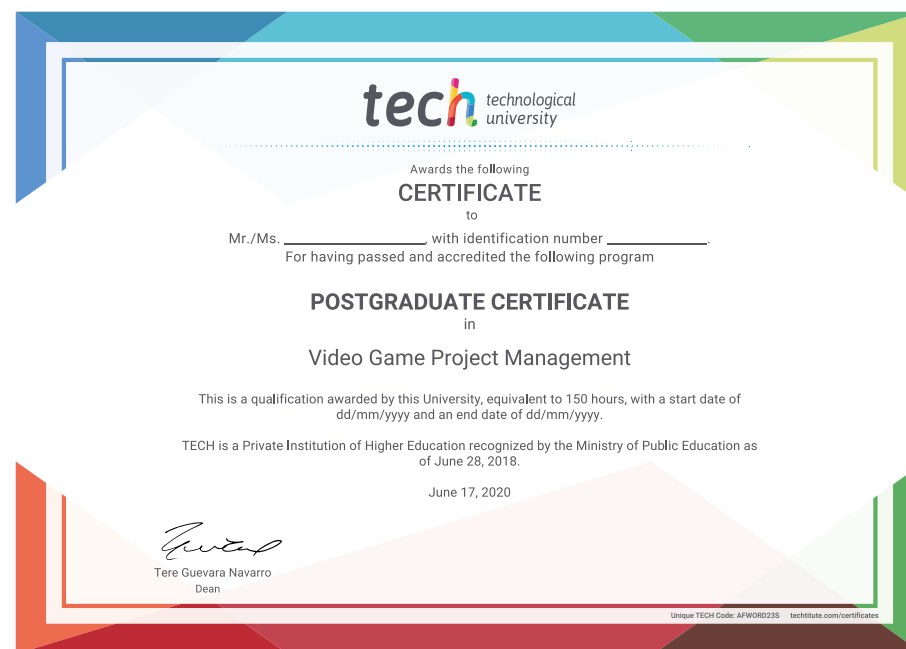 tech technological
university
Awards the following
CERTIFICATE
to
Mr./Ms. ____________________, with identification number ______________.
For having passed and accredited the following program
POSTGRADUATE CERTIFICATE
in
Video Game Project Management
This is a qualification awarded by this University, equivalent to 150 hours, with a start date of
dd/mm/yyyy and an end date of dd/mm/yyyy.
TECH is a Private Institution of Higher Education recognized by the Ministry of Public Education as
of June 28, 2018.
June 17, 2020
Tere Guevara Navarro
Dean
Unique TECH Code: AFWORD23S techtitute.com/certificates